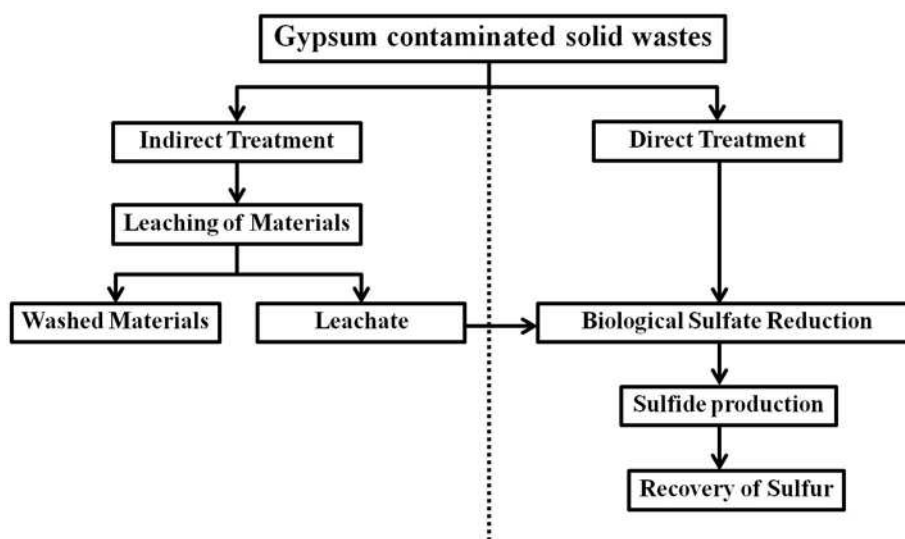 Gypsum contaminated solid wastes
Indirect Treatment
Direct Treatment
Leaching of Materials
Washed Materials
Leachate
Biological Sulfate Reduction
Sulfide production
Recovery of Sulfur